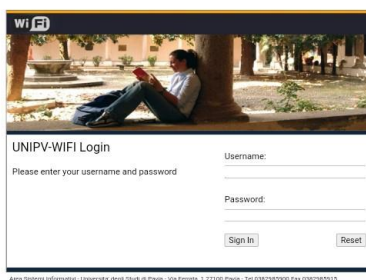 Wi Fi
UNIPV-WIFI Login
Please enter your username and password
Username:
Password:
Sign In
Reset
Area Sistemi Informativi - Universita' degli Studi di Pavia - Via Ferrata, 1 27100 Pavia - Tel 0382985900 Fax 0382985915